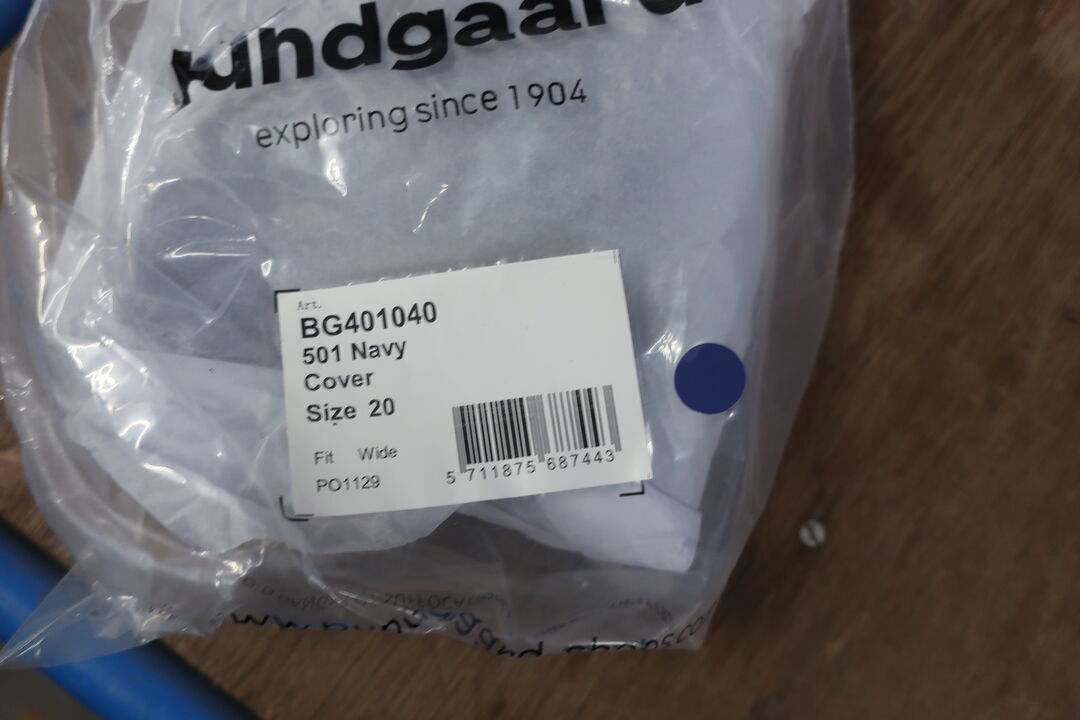 undgaard
exploring since 1904
Art.
BG401040
501 Navy
Cover
Size 20
Fit Wide
PO1129
5 711875 687443